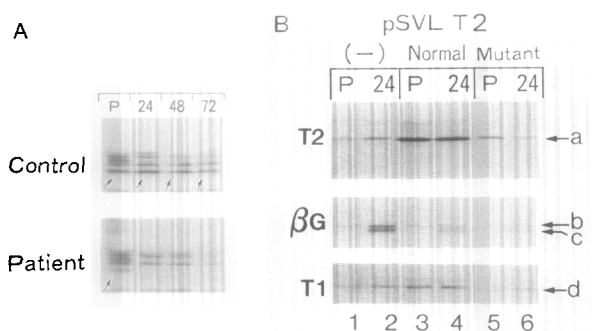 A
P 24 48 72
Control
Patient
B
pSVL T2
(-) Normal Mutant
P 24 P 24 P 24
T2
a
βG
b
c
T1
d
1 2 3 4 5 6